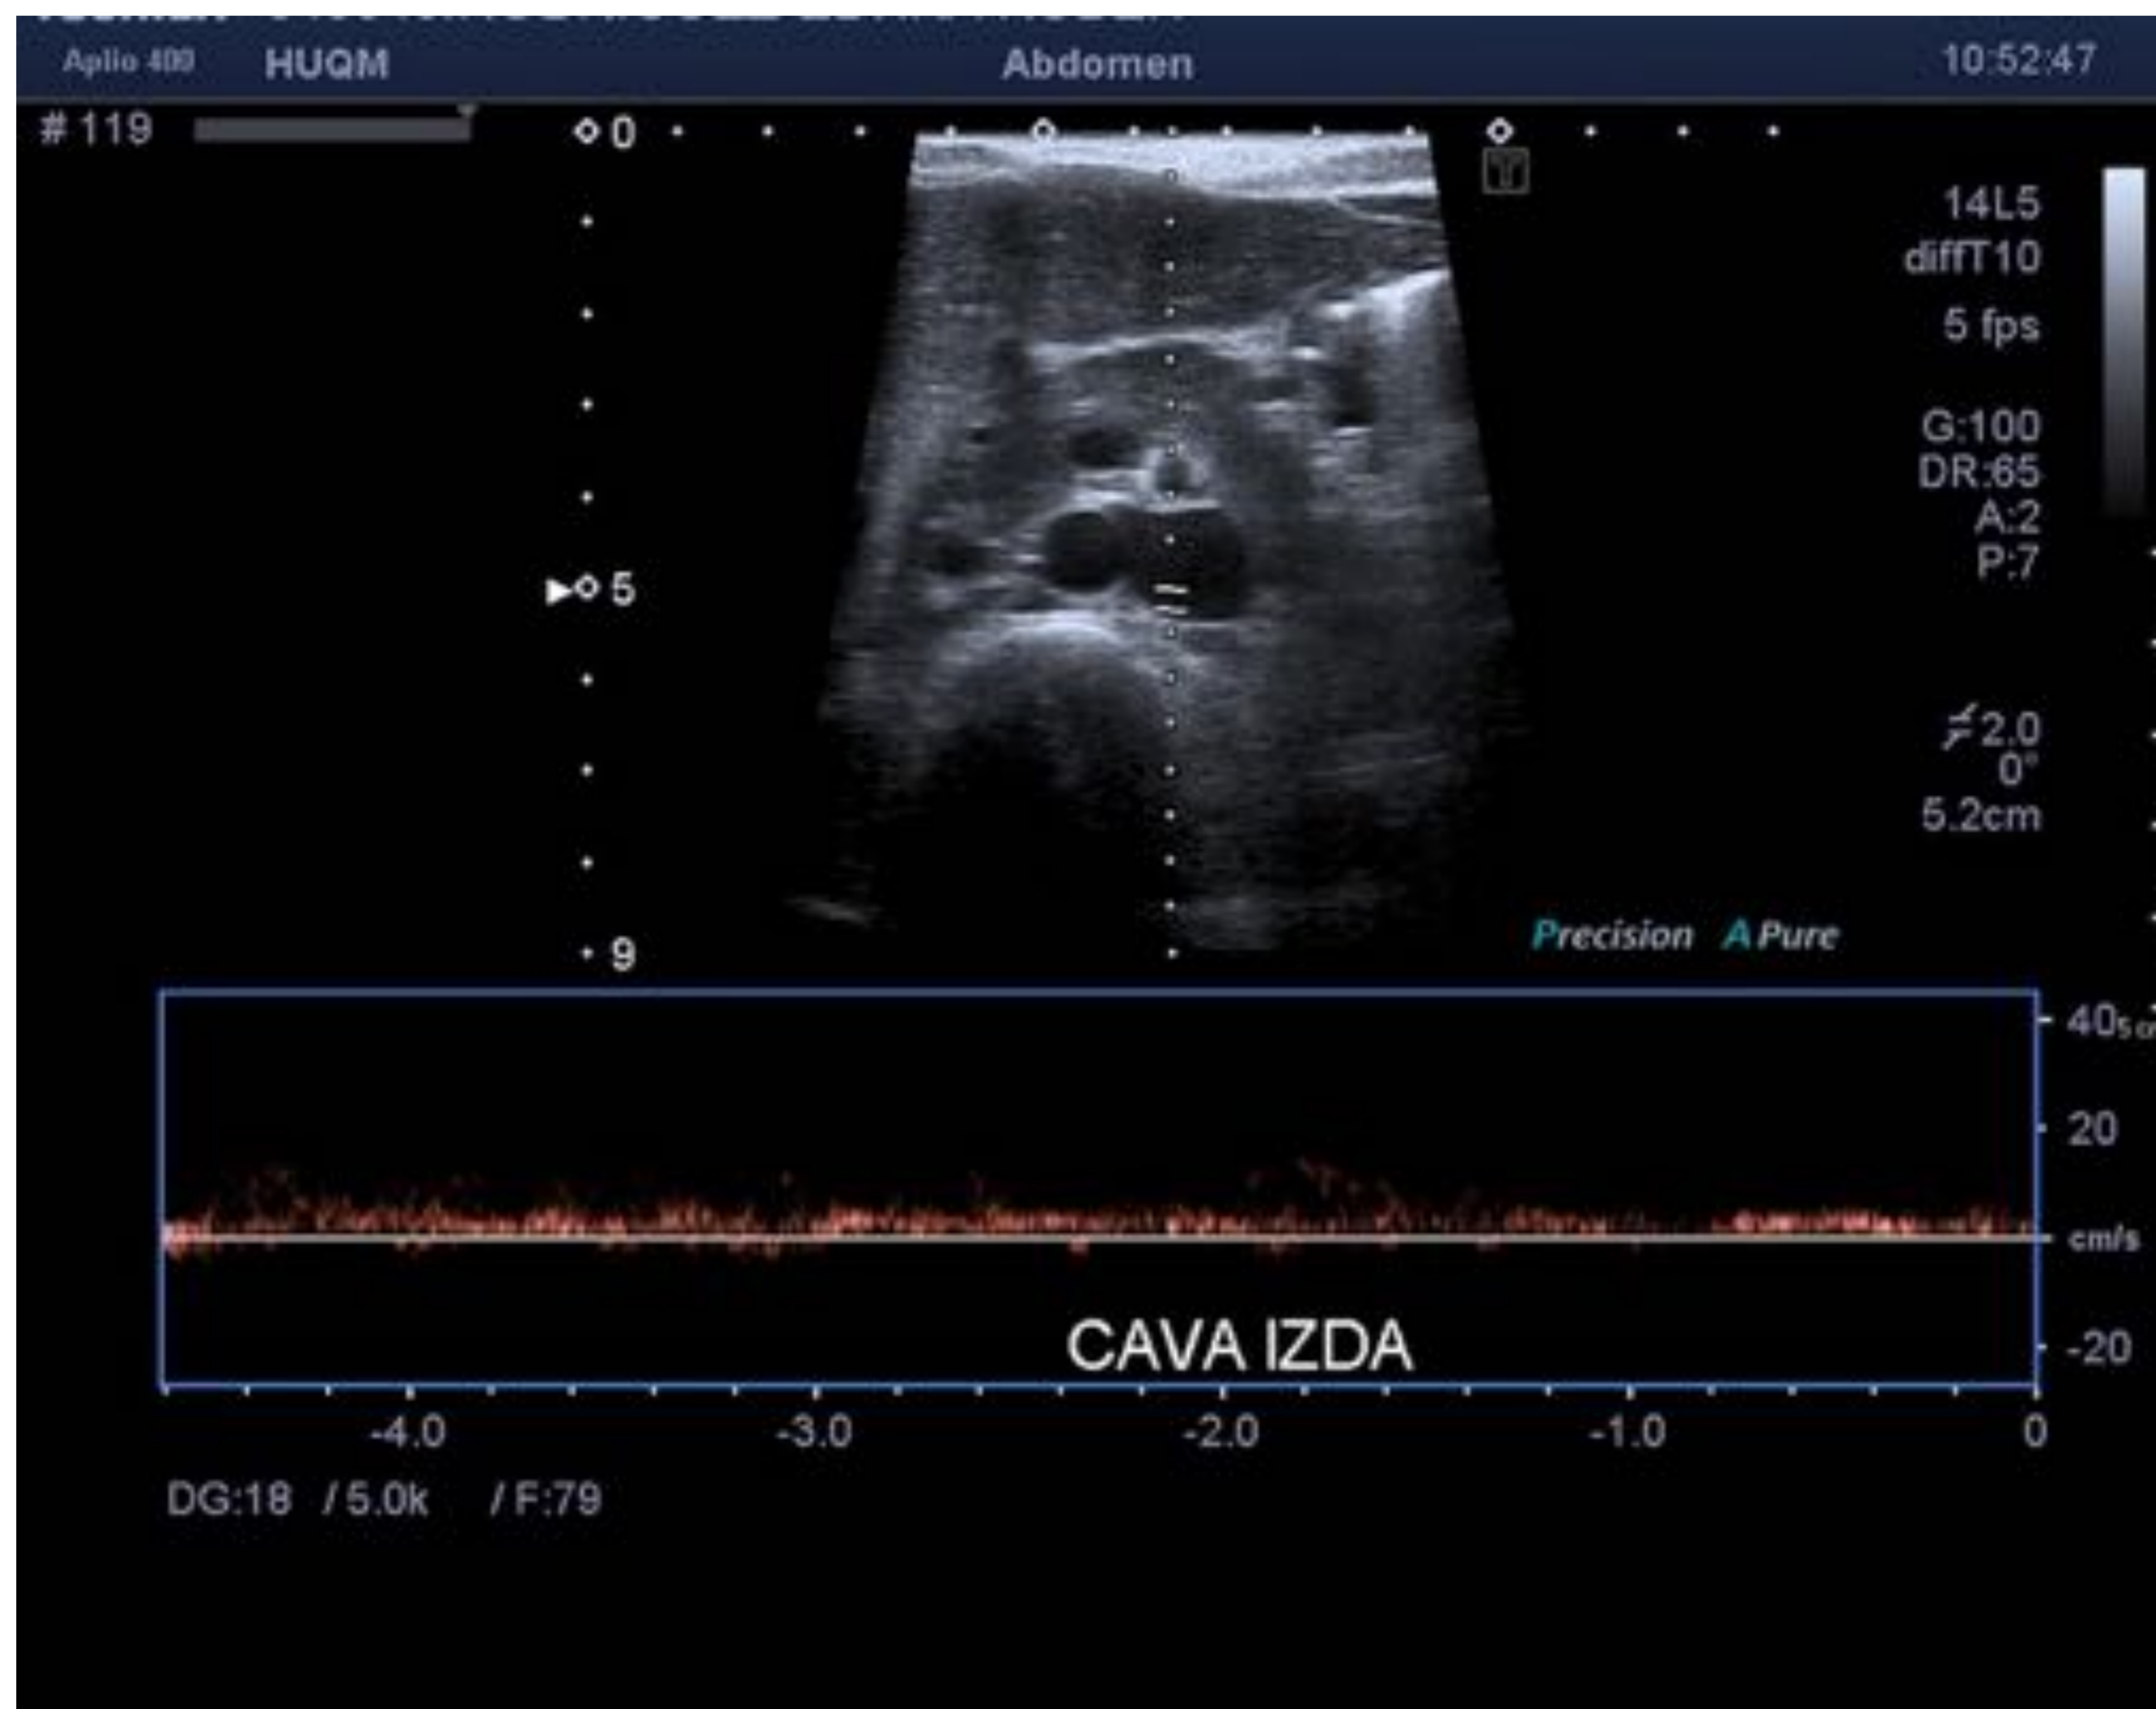 Aplio 400 HUQM Abdomen 10:52:47
# 119
0
14L5
diffT10
5 fps
G:100
DR:65
A:2
P:7
5
2.0
0°
5.2cm
Precision A Pure
9
40
20
cm/s
-20
CAVA IZDA
-4.0 -3.0 -2.0 -1.0 0
DG:18 / 5.0k / F:79